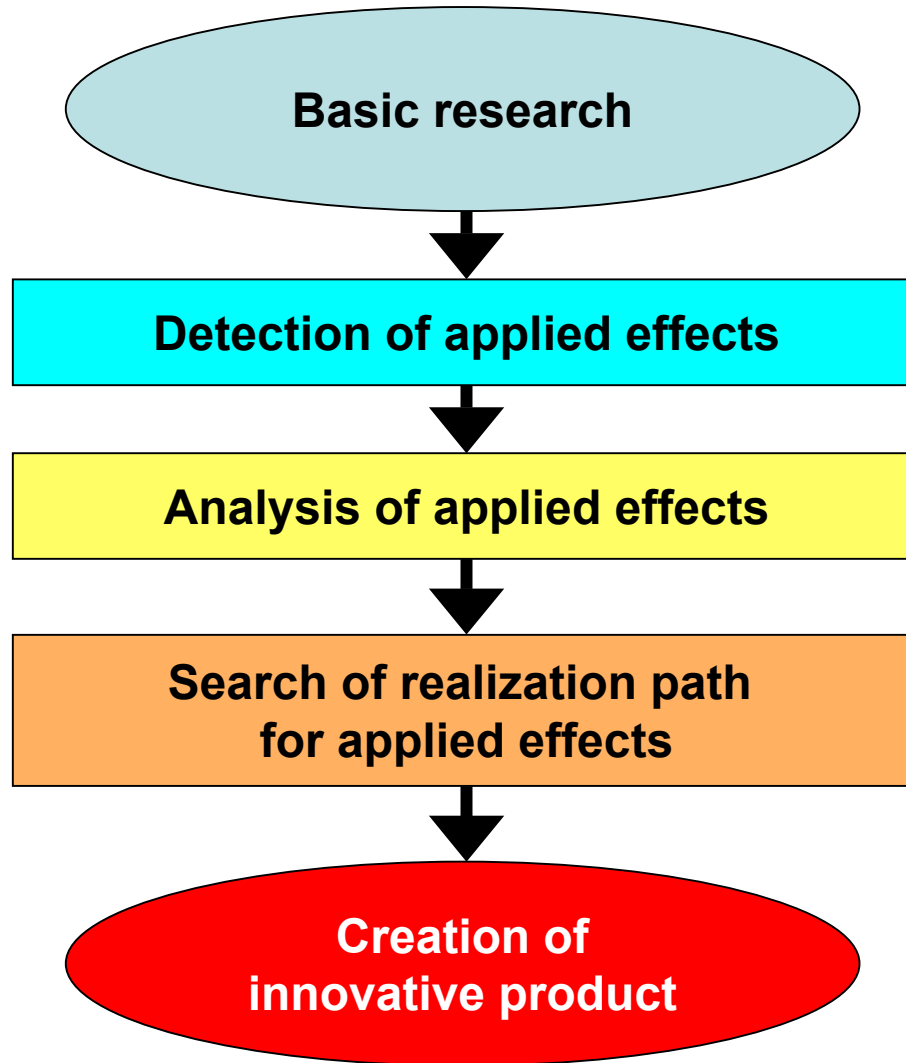 Basic research
Detection of applied effects
Analysis of applied effects
Search of realization path
for applied effects
Creation of
innovative product